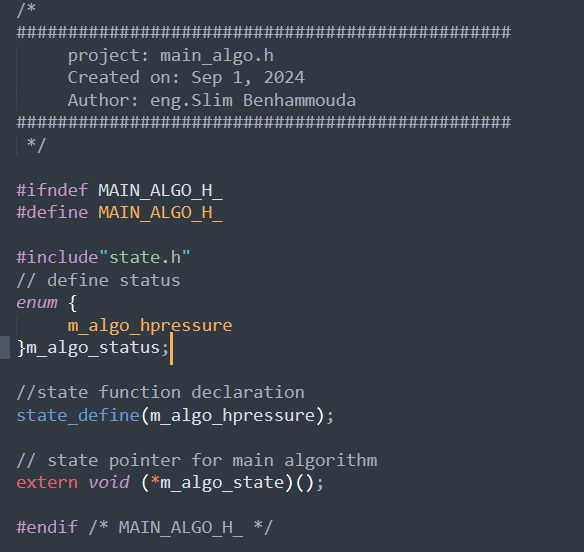 /*
################################################
project: main_algo.h
Created on: Sep 1, 2024
Author: eng.Slim Benhammouda
################################################
*/
#ifndef MAIN_ALGO_H_
#define MAIN_ALGO_H_
#include"state.h"
// define status
enum {
m_algo_hpressure
}m_algo_status;
//state function declaration
state_define(m_algo_hpressure);
// state pointer for main algorithm
extern void (*m_algo_state)();
#endif /* MAIN_ALGO_H_ */